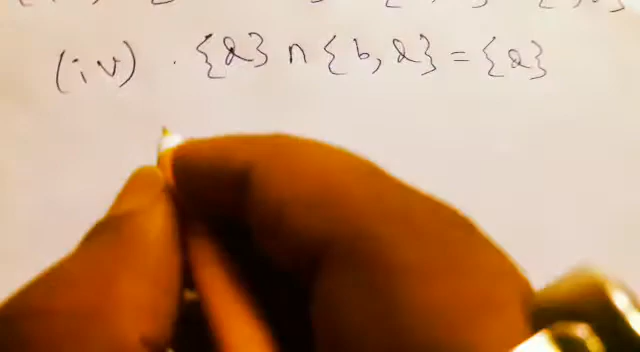 (iv) . {a} ∩ {b, a} = {a}